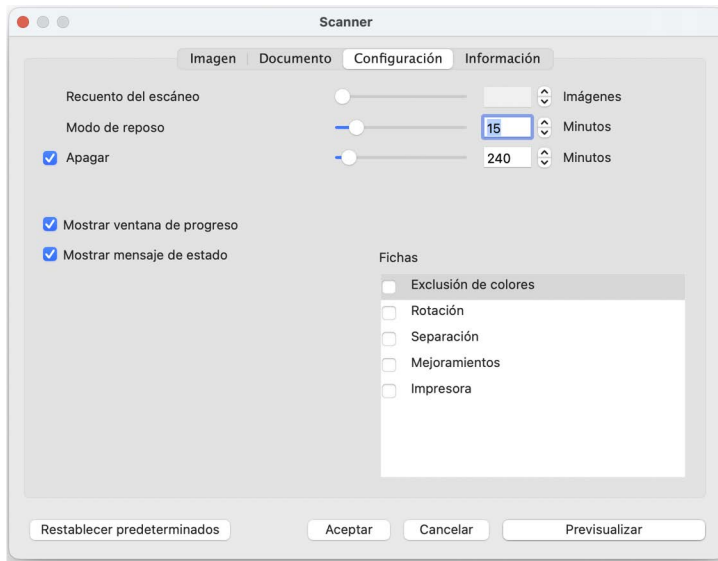 Scanner
Imagen Documento Configuración Información
Recuento del escáneo Imágenes
Modo de reposo 15 Minutos
Apagar 240 Minutos
Mostrar ventana de progreso
Mostrar mensaje de estado
Fichas
Exclusión de colores
Rotación
Separación
Mejoramientos
Impresora
Restablecer predeterminados Aceptar Cancelar Previsualizar